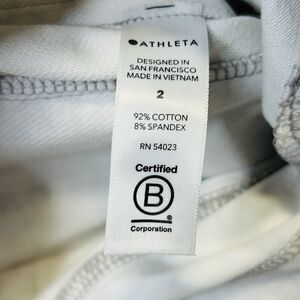 ATHLETA
DESIGNED IN
SAN FRANCISCO
MADE IN VIETNAM
2
92% COTTON
8% SPANDEX
RN 54023
Certified
B
®
Corporation